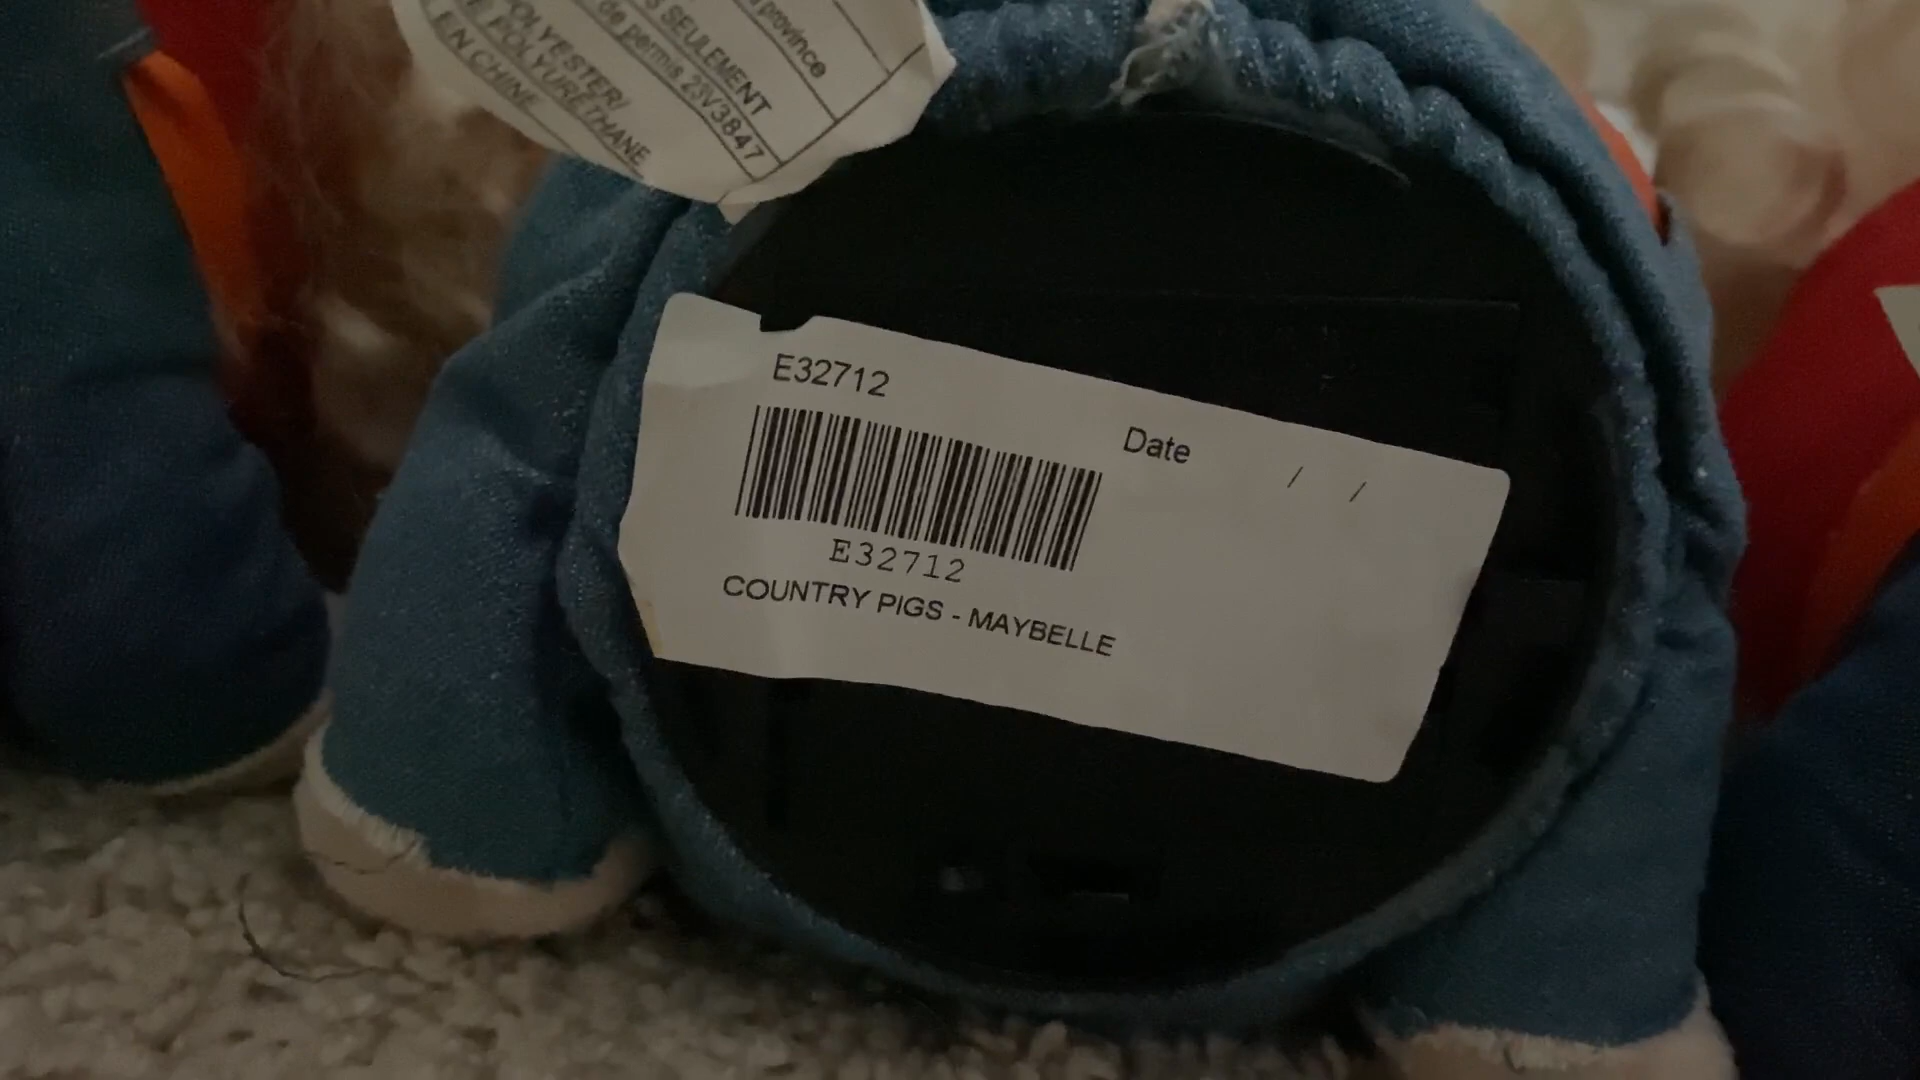 province
SEULEMENT
de permis 23V3847
POLYESTER/
POLYURÉTHANE
EN CHINE
E32712
Date / /
E32712
COUNTRY PIGS - MAYBELLE